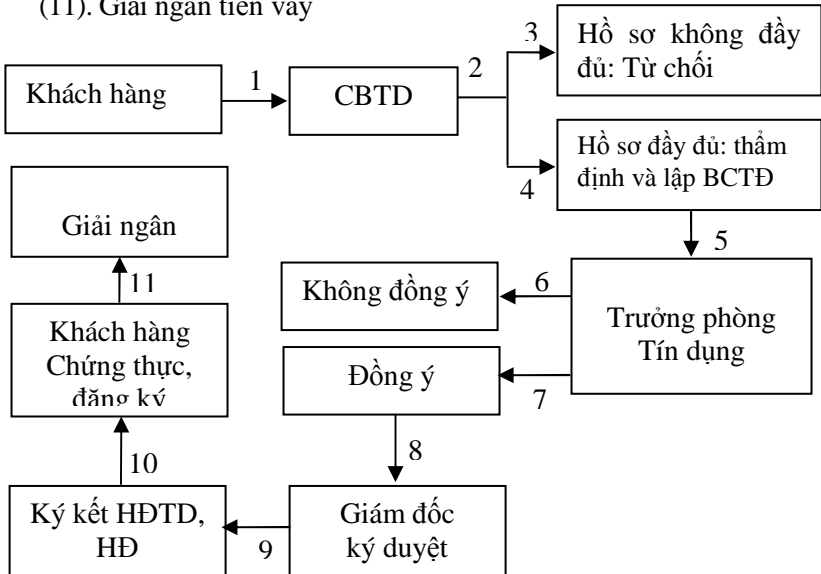 (11). Giải ngân tiền vay
3
Hồ sơ không đầy
đủ: Từ chối
Khách hàng
1
CBTD
2
Hồ sơ đầy đủ: thẩm
định và lập BCTĐ
4
Giải ngân
5
11
Không đồng ý
6
Trưởng phòng
Tín dụng
Khách hàng
Chứng thực,
đăng ký
Đồng ý
7
8
10
Ký kết HĐTD,
HĐ
9
Giám đốc
ký duyệt